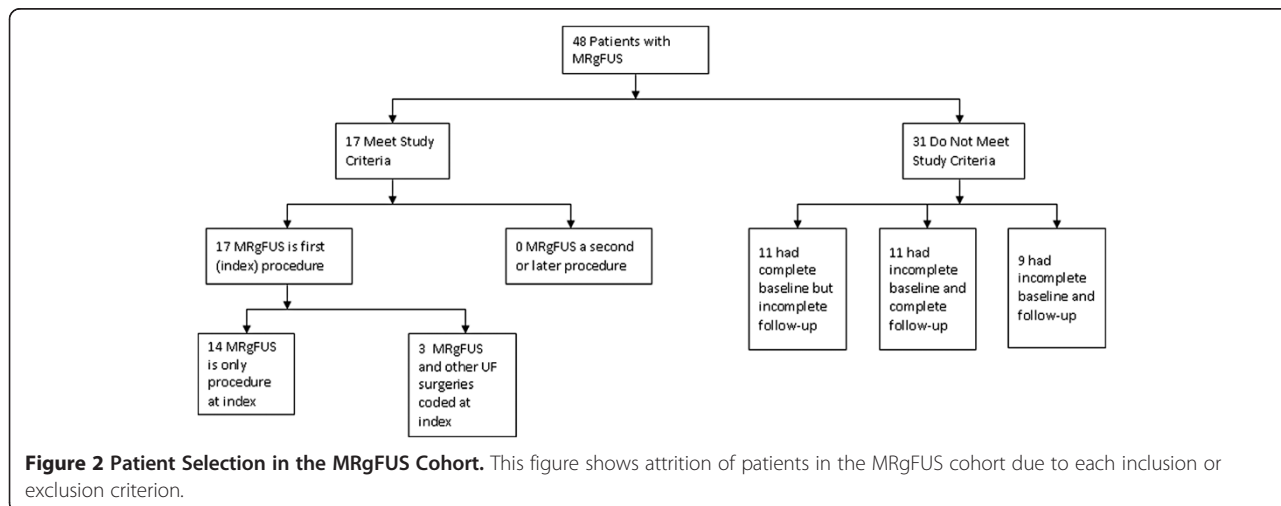 48 Patients with
MRgFUS
17 Meet Study
Criteria
31 Do Not Meet
Study Criteria
17 MRgFUS is first
(index) procedure
0 MRgFUS a second
or later procedure
11 had
complete
baseline but
incomplete
follow-up
11 had
incomplete
baseline and
complete
follow-up
9 had
incomplete
baseline and
follow-up
14 MRgFUS
is only
procedure
at index
3 MRgFUS
and other UF
surgeries
coded at
index
Figure 2 Patient Selection in the MRgFUS Cohort. This figure shows attrition of patients in the MRgFUS cohort due to each inclusion or
exclusion criterion.